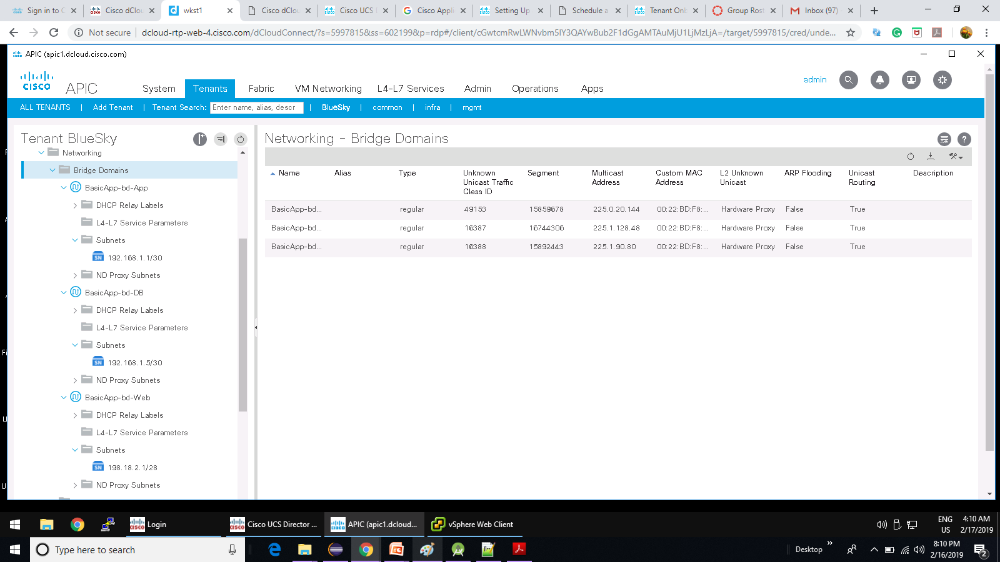 Sign in to C
Cisco dClou
wkst1
Cisco dClou
Cisco UCS
Cisco Appli
Setting Up
Schedule a
Tenant Onb
Group Rost
Inbox (97)
Not secure
dcloud-rtp-web-4.cisco.com/dCloudConnect/?s=5997815&ss=602199&p=rdp#/client/cGwtcmRwLWNvbm5lY3QAYwBub2F1dGgAMTAuMjU1LjMzLjA=/target/5997815/cred/unde...
APIC (apic1.dcloud.cisco.com)
CISCO APIC
System Tenants Fabric VM Networking L4-L7 Services Admin Operations Apps
admin
ALL TENANTS | Add Tenant | Tenant Search: Enter name, alias, descr | BlueSky | common | infra | mgmt
Tenant BlueSky
Networking
Bridge Domains
BasicApp-bd-App
DHCP Relay Labels
L4-L7 Service Parameters
Subnets
SN 192.168.1.1/30
ND Proxy Subnets
BasicApp-bd-DB
DHCP Relay Labels
L4-L7 Service Parameters
Subnets
SN 192.168.1.5/30
ND Proxy Subnets
BasicApp-bd-Web
DHCP Relay Labels
L4-L7 Service Parameters
Subnets
SN 198.18.2.1/28
ND Proxy Subnets
Networking - Bridge Domains
Name Alias Type Unknown Unicast Traffic Class ID Segment Multicast Address Custom MAC Address L2 Unknown Unicast ARP Flooding Unicast Routing Description
BasicApp-bd... regular 49153 15859678 225.0.20.144 00:22:BD:F8:... Hardware Proxy False True
BasicApp-bd... regular 16387 16744306 225.1.128.48 00:22:BD:F8:... Hardware Proxy False True
BasicApp-bd... regular 16388 15892443 225.1.90.80 00:22:BD:F8:... Hardware Proxy False True
Login
Cisco UCS Director ...
APIC (apic1.dcloud...
vSphere Web Client
ENG
US
4:10 AM
2/17/2019
Type here to search
Desktop
8:10 PM
2/16/2019
2